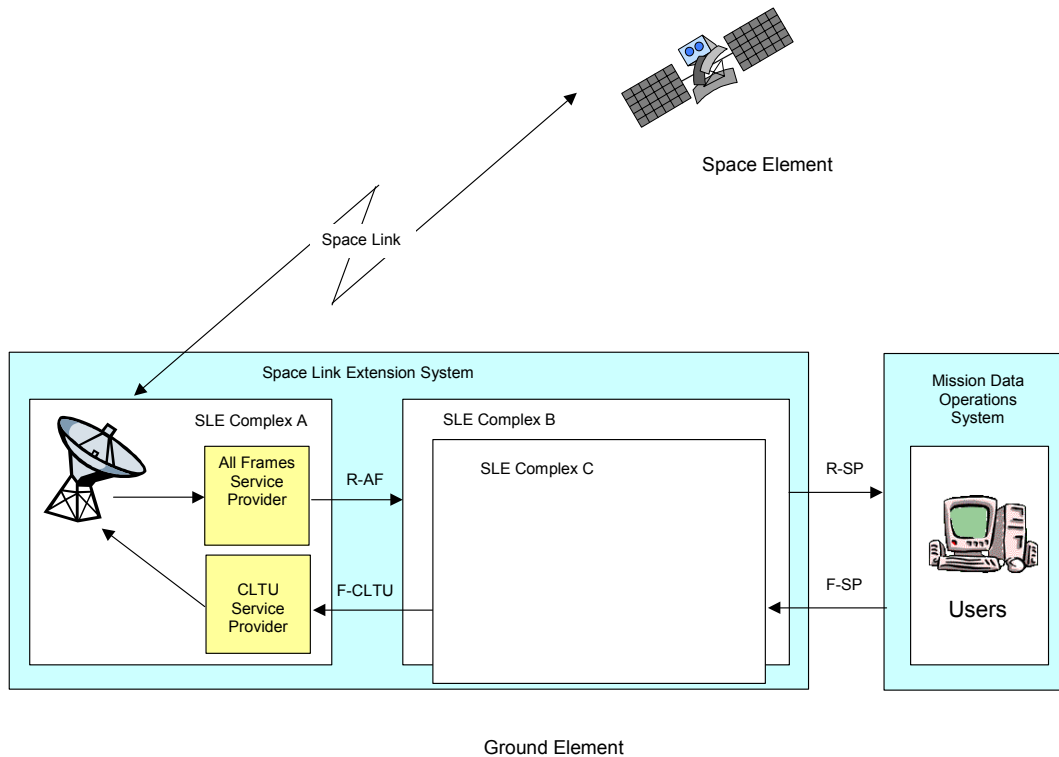 Space Element
Space Link
Space Link Extension System
Mission Data
Operations
System
SLE Complex A
SLE Complex B
SLE Complex C
All Frames
Service
Provider
R-AF
R-SP
CLTU
Service
Provider
F-CLTU
F-SP
Users
Ground Element